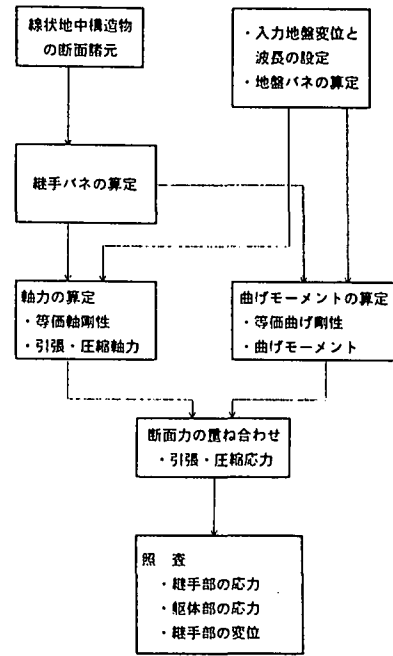 線状地中構造物
の断面諸元
・入力地盤変位と
波長の設定
・地盤バネの算定
継手バネの算定
軸力の算定
・等価軸剛性
・引張・圧縮軸力
曲げモーメントの算定
・等価曲げ剛性
・曲げモーメント
断面力の重ね合わせ
・引張・圧縮応力
照 査
・継手部の応力
・躯体部の応力
・継手部の変位